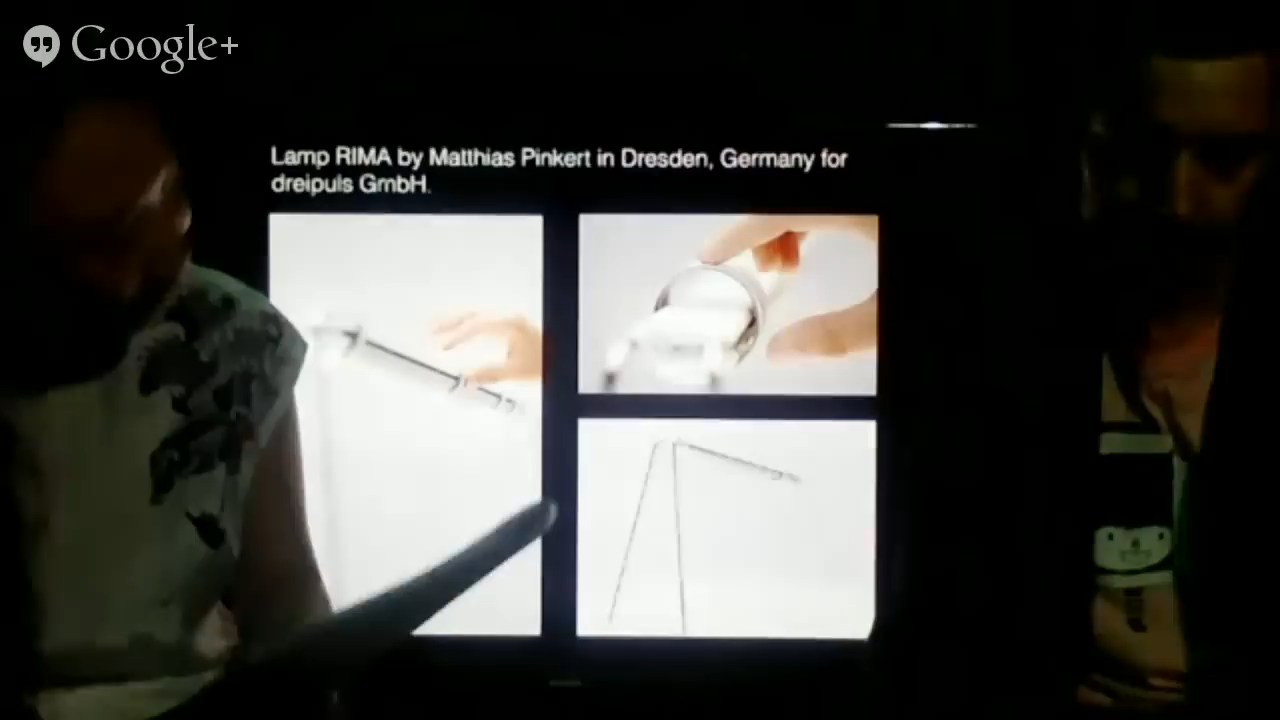 Google+
Lamp RIMA by Matthias Pinkert in Dresden, Germany for
dreipuls GmbH.